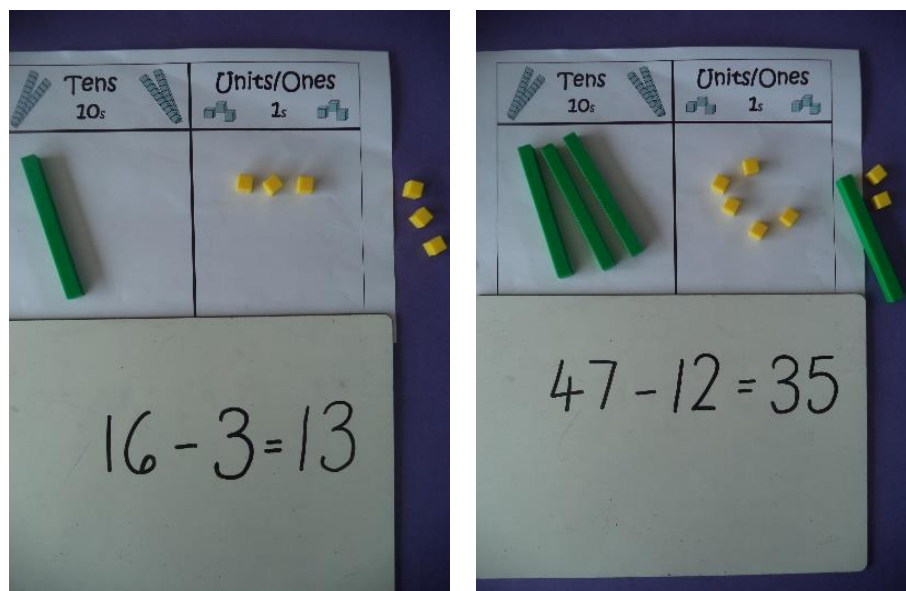 Tens
10s
Units/Ones
1s
16 - 3 = 13
Tens
10s
Units/Ones
1s
47 - 12 = 35